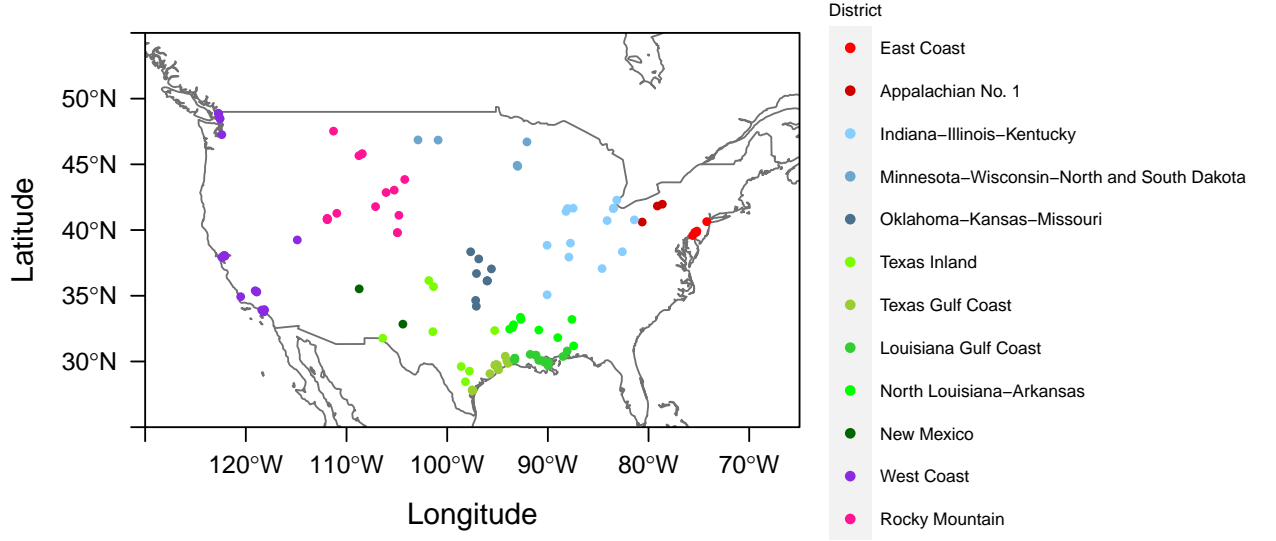 District
East Coast
Appalachian No. 1
Indiana−Illinois−Kentucky
Minnesota−Wisconsin−North and South Dakota
Oklahoma−Kansas−Missouri
Texas Inland
Texas Gulf Coast
Louisiana Gulf Coast
North Louisiana−Arkansas
New Mexico
West Coast
Rocky Mountain
Latitude
50°N
45°N
40°N
35°N
30°N
120°W 110°W 100°W 90°W 80°W 70°W
Longitude